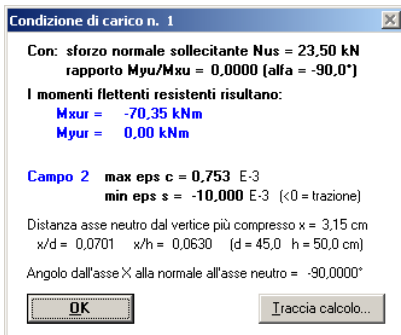 Condizione di carico n. 1
Con: sforzo normale sollecitante Nus = 23,50 kN
rapporto Myu/Mxu = 0,0000 (alfa = -90,0°)
I momenti flettenti resistenti risultano:
Mxur = -70,35 kNm
Myur = 0,00 kNm
Campo 2 max eps c = 0,753 E-3
min eps s = -10,000 E-3 (<0 = trazione)
Distanza asse neutro dal vertice più compresso x = 3,15 cm
x/d = 0,0701 x/h = 0,0630 (d = 45,0 h = 50,0 cm)
Angolo dall'asse X alla normale all'asse neutro = -90,0000°
OK Traccia calcolo...